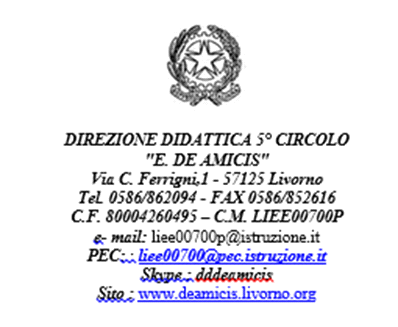 DIREZIONE DIDATTICA 5° CIRCOLO
"E. DE AMICIS"
Via C. Ferrigni,1 - 57125 Livorno
Tel. 0586/862094 - FAX 0586/852616
C.F. 80004260495 – C.M. LIEE00700P
e- mail: liee00700p@istruzione.it
PEC: : liee00700@pec.istruzione.it
Skype : dddeamicis
Sito : www.deamicis.livorno.org